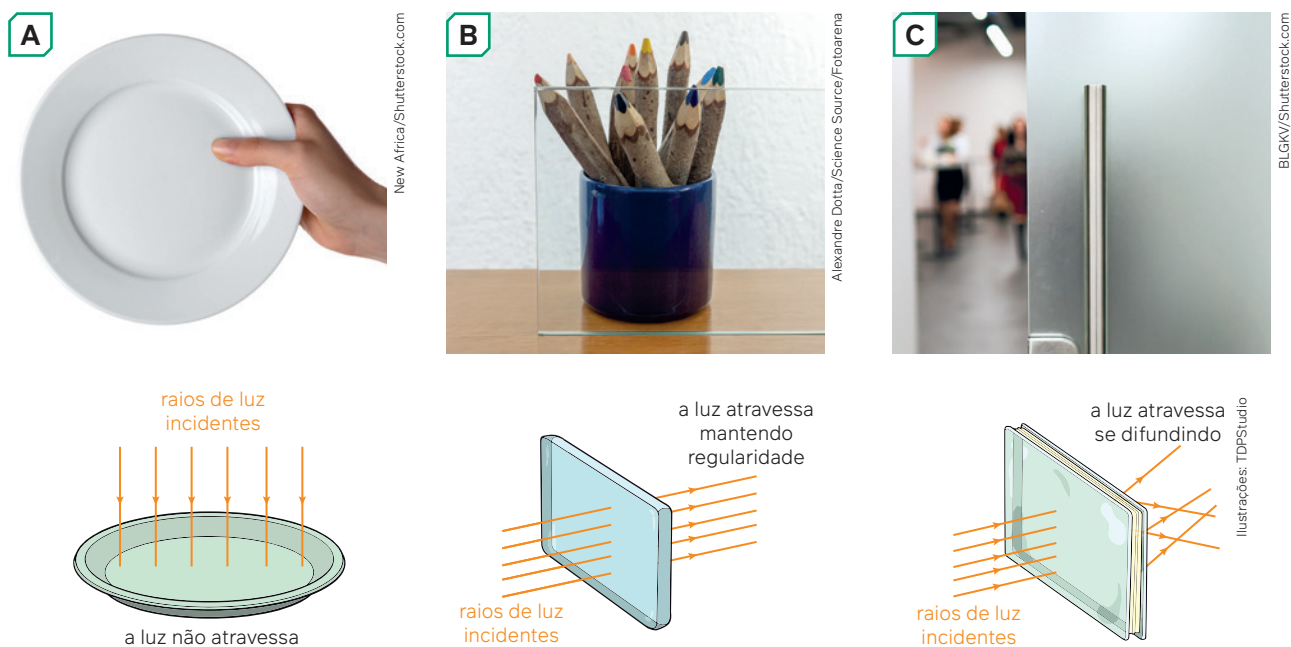 A
New Africa/Shutterstock.com
B
Alexandre Dotta/Science Source/Fotoarena
C
BLGKV/Shutterstock.com
raios de luz
incidentes
a luz não atravessa
a luz atravessa
mantendo
regularidade
raios de luz
incidentes
a luz atravessa
se difundindo
Ilustrações: TDPStudio
raios de luz
incidentes